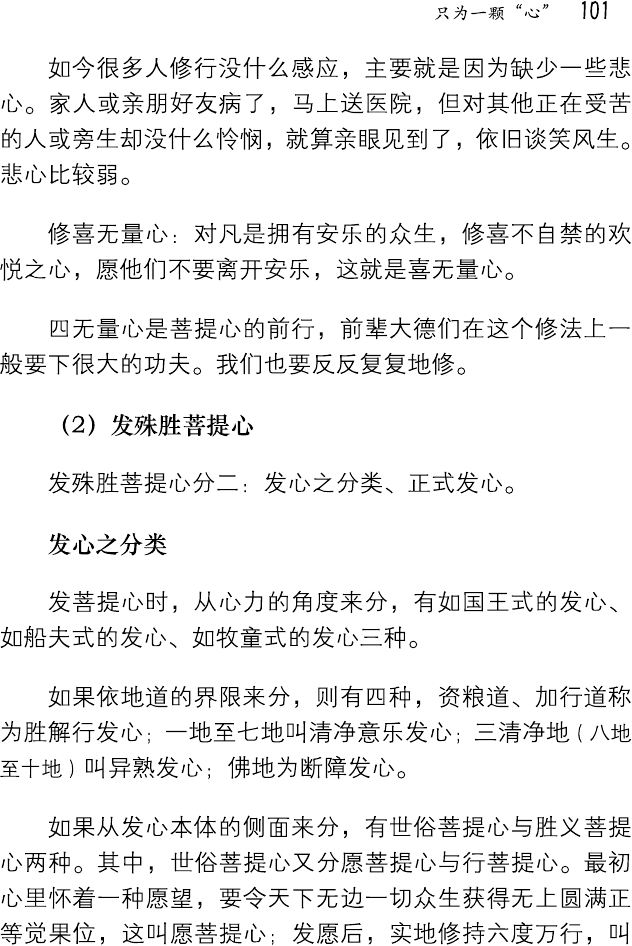 只为一颗“心” 101
如今很多人修行没什么感应，主要就是因为缺少一些悲
心。家人或亲朋好友病了，马上送医院，但对其他正在受苦
的人或旁生却没什么怜悯，就算亲眼见到了，依旧谈笑风生。
悲心比较弱。
修喜无量心：对凡是拥有安乐的众生，修喜不自禁的欢
悦之心，愿他们不要离开安乐，这就是喜无量心。
四无量心是菩提心的前行，前辈大德们在这个修法上一
般要下很大的功夫。我们也要反反复复地修。
（2）发殊胜菩提心
发殊胜菩提心分二：发心之分类、正式发心。
发心之分类
发菩提心时，从心力的角度来分，有如国王式的发心、
如船夫式的发心、如牧童式的发心三种。
如果依地道的界限来分，则有四种，资粮道、加行道称
为胜解行发心；一地至七地叫清净意乐发心；三清净地（八地
至十地）叫异熟发心；佛地为断障发心。
如果从发心本体的侧面来分，有世俗菩提心与胜义菩提
心两种。其中，世俗菩提心又分愿菩提心与行菩提心。最初
心里怀着一种愿望，要令天下无边一切众生获得无上圆满正
等觉果位，这叫愿菩提心；发愿后，实地修持六度万行，叫